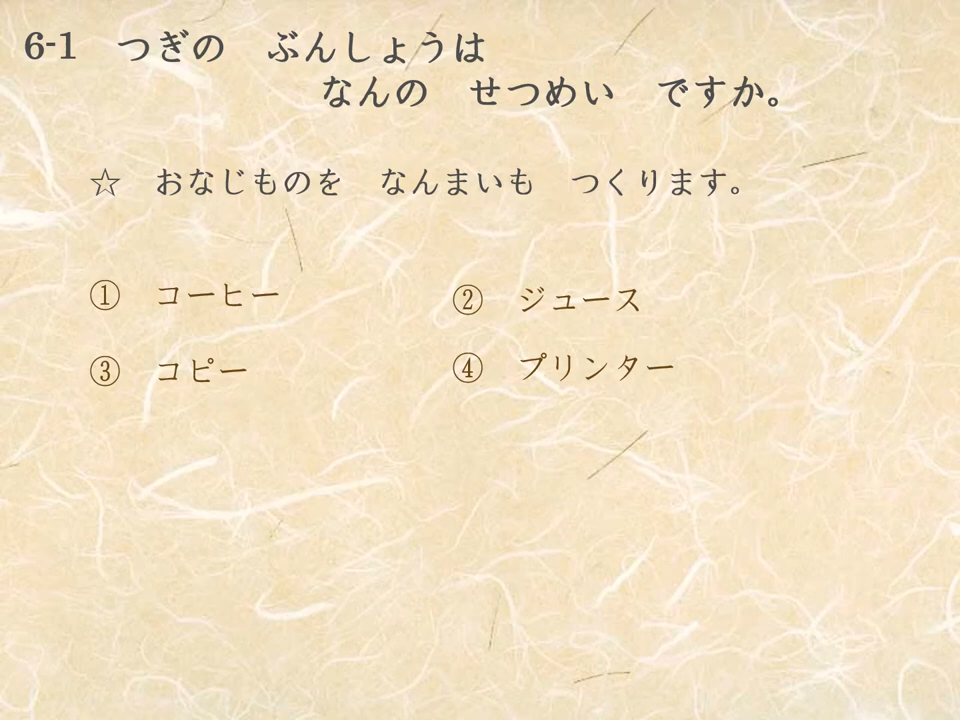 6-1　つぎの　ぶんしょうは
なんの　せつめい　ですか。
☆　おなじものを　なんまいも　つくります。
①　コーヒー　②　ジュース
③　コピー　④　プリンター